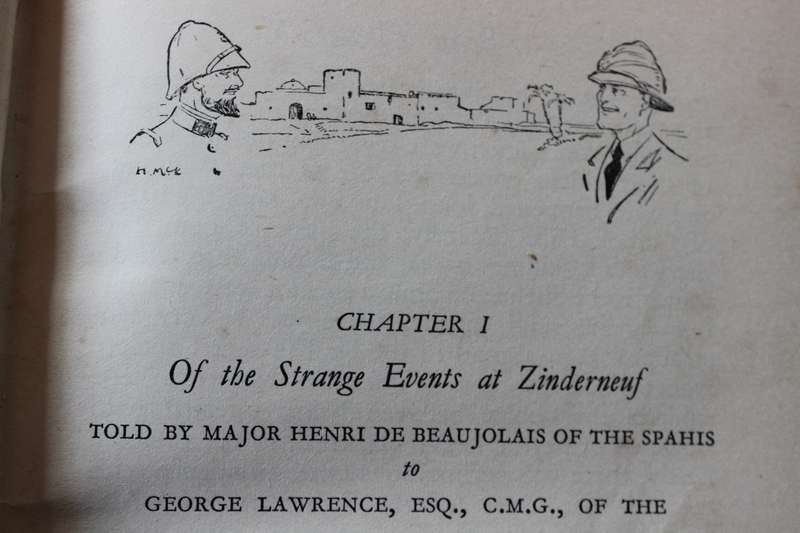 H. McK
CHAPTER I
Of the Strange Events at Zinderneuf
TOLD BY MAJOR HENRI DE BEAUJOLAIS OF THE SPAHIS
to
GEORGE LAWRENCE, ESQ., C.M.G., OF THE